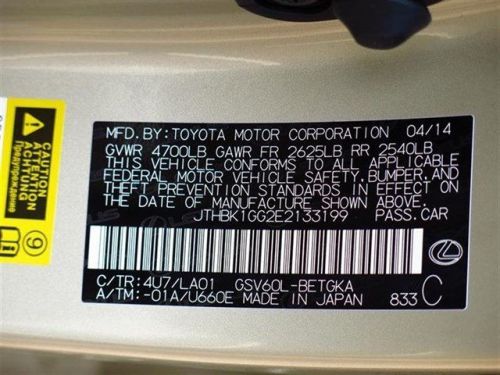 MFD. BY: TOYOTA MOTOR CORPORATION 04/14
GVWR 4700LB GAWR FR 2625LB RR 2540LB
THIS VEHICLE CONFORMS TO ALL APPLICABLE
FEDERAL MOTOR VEHICLE SAFETY, BUMPER, AND
THEFT PREVENTION STANDARDS IN EFFECT ON
THE DATE OF MANUFACTURE SHOWN ABOVE.
JTHBK1GG2E2133199 PASS.CAR
C/TR: 4U7/LA01 GSV60L-BETGKA
A/TM: -01A/U660E MADE IN JAPAN 833 C
Предупреждение
9